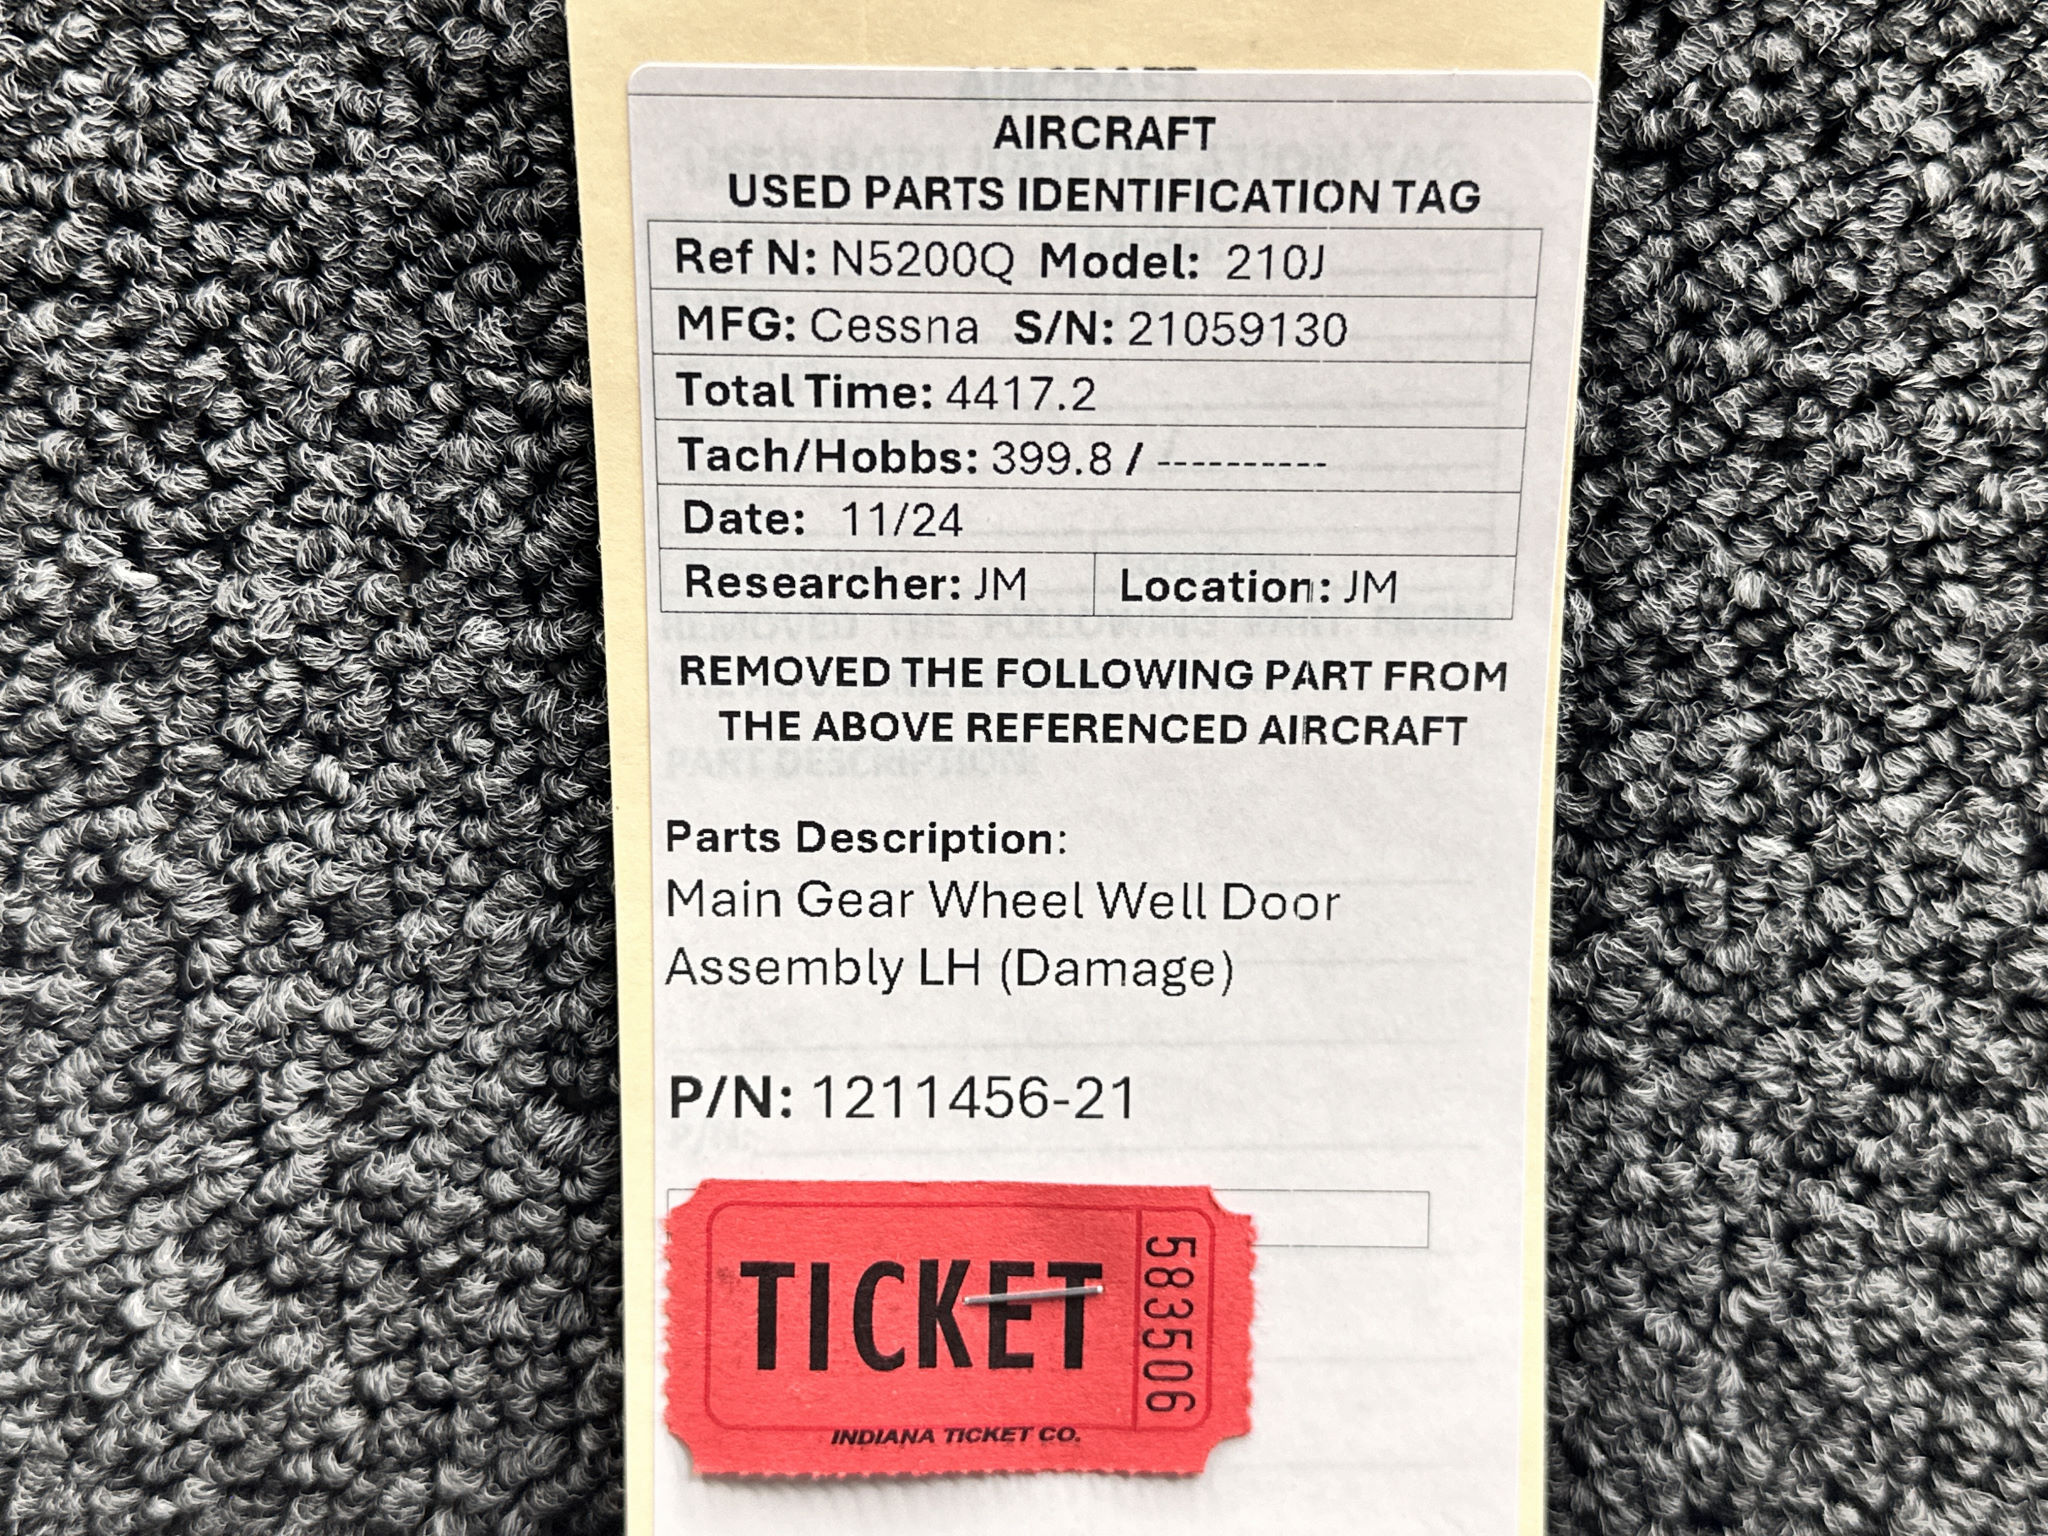 AIRCRAFT
USED PARTS IDENTIFICATION TAG
Ref N: N5200Q Model: 210J
MFG: Cessna S/N: 21059130
Total Time: 4417.2
Tach/Hobbs: 399.8 / ----------
Date: 11/24
Researcher: JM Location: JM
REMOVED THE FOLLOWING PART FROM
THE ABOVE REFERENCED AIRCRAFT
PART DESCRIPTION:
Parts Description:
Main Gear Wheel Well Door
Assembly LH (Damage)
P/N: 1211456-21
P/N:
TICKET
583506
INDIANA TICKET CO.